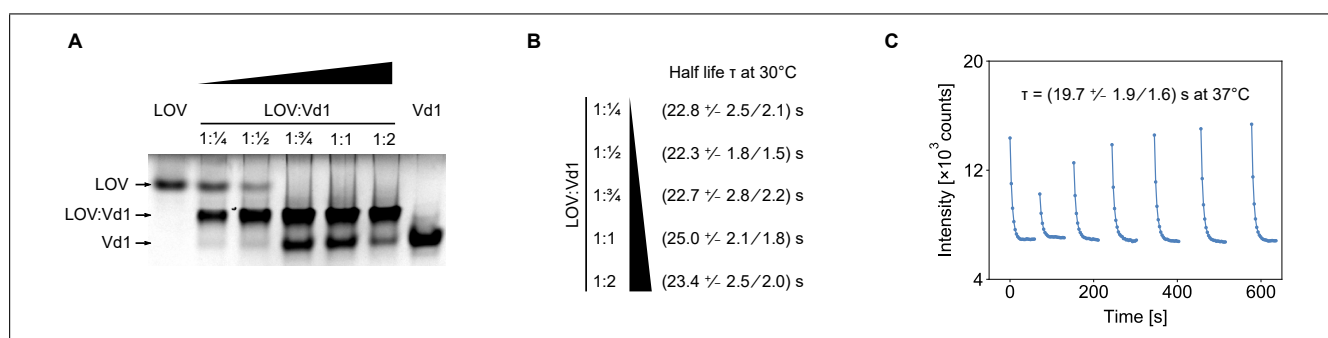 A
LOV
LOV:Vd1
Vd1
1:¼
1:½
1:¾
1:1
1:2
LOV
LOV:Vd1
Vd1
B
Half life τ at 30°C
LOV:Vd1
1:¼
(22.8 +⁄- 2.5 ⁄ 2.1) s
1:½
(22.3 +⁄- 1.8 ⁄ 1.5) s
1:¾
(22.7 +⁄- 2.8 ⁄ 2.2) s
1:1
(25.0 +⁄- 2.1 ⁄ 1.8) s
1:2
(23.4 +⁄- 2.5 ⁄ 2.0) s
C
τ = (19.7 +⁄- 1.9 ⁄ 1.6) s at 37°C
Intensity [×10³ counts]
20
12
4
0
200
400
600
Time [s]